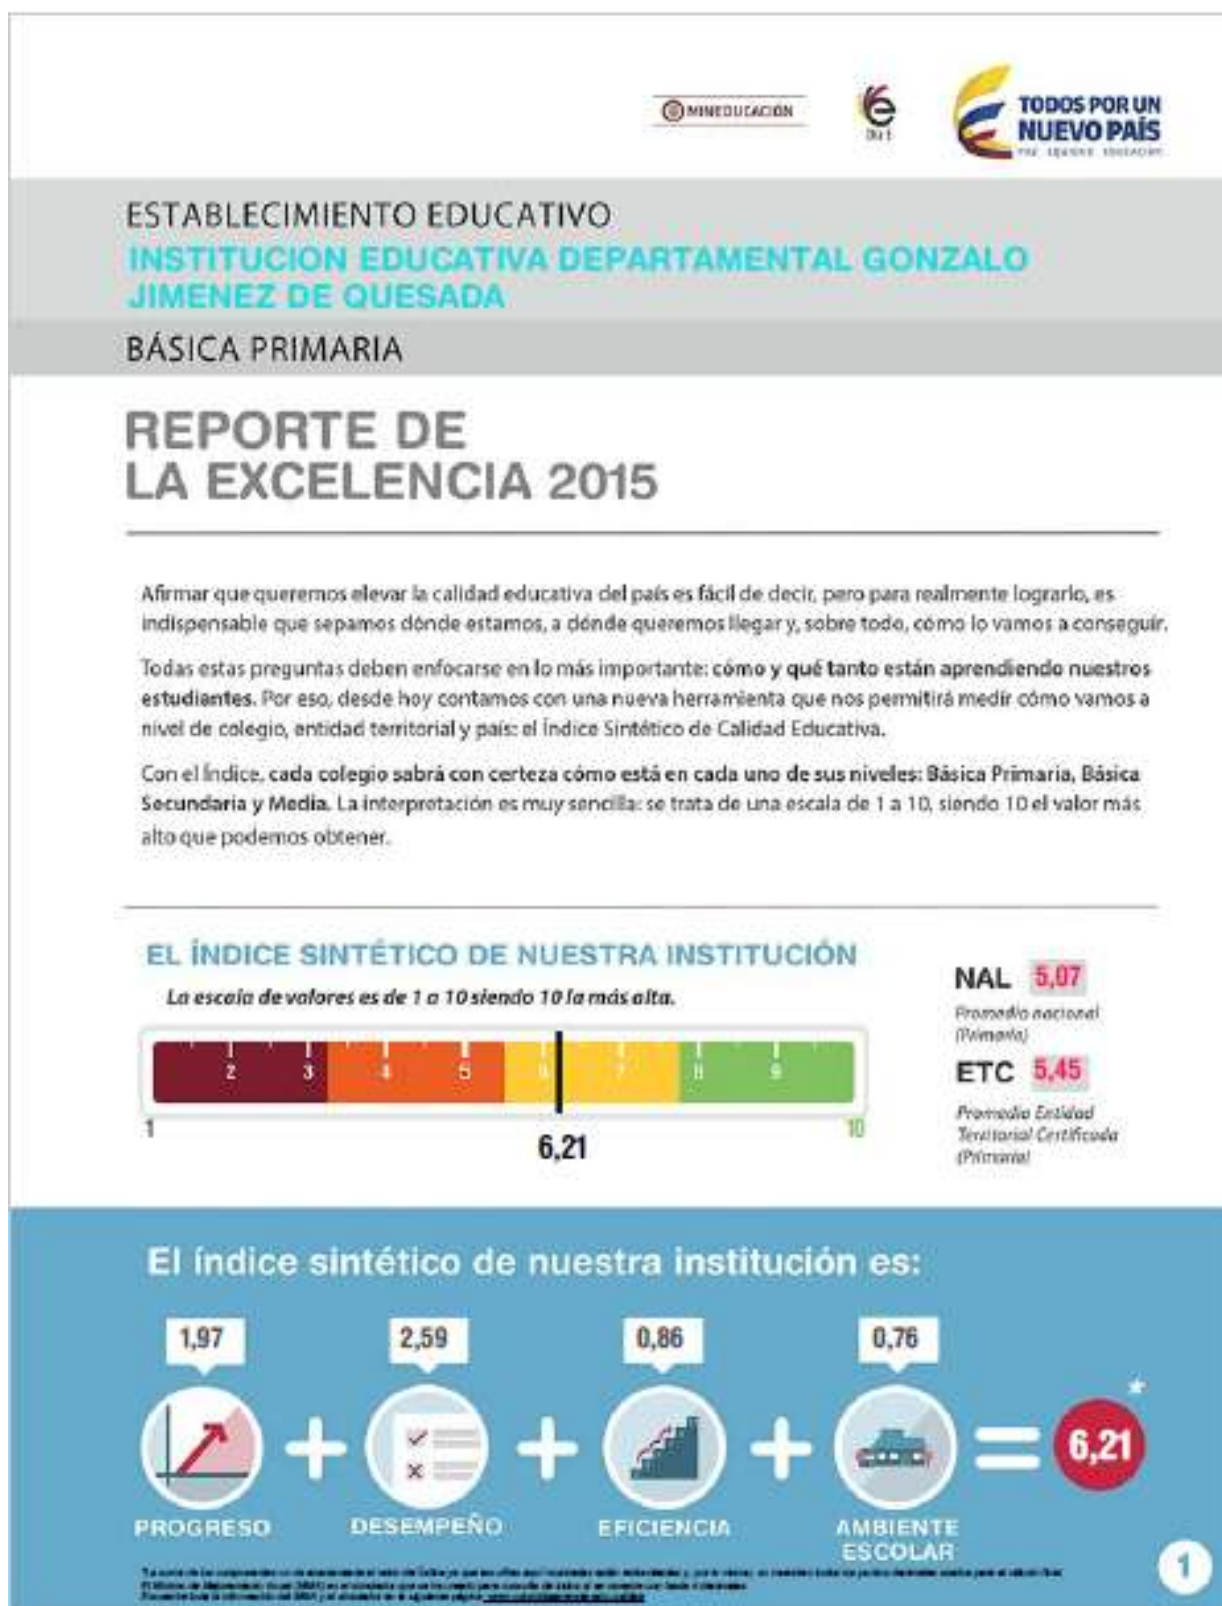 MINEDUCACIÓN
Día E
TODOS POR UN
NUEVO PAÍS
PAZ EQUIDAD EDUCACIÓN
ESTABLECIMIENTO EDUCATIVO
INSTITUCION EDUCATIVA DEPARTAMENTAL GONZALO
JIMENEZ DE QUESADA
BÁSICA PRIMARIA
REPORTE DE
LA EXCELENCIA 2015
Afirmar que queremos elevar la calidad educativa del país es fácil de decir, pero para realmente lograrlo, es
indispensable que sepamos dónde estamos, a dónde queremos llegar y, sobre todo, cómo lo vamos a conseguir.
Todas estas preguntas deben enfocarse en lo más importante: cómo y qué tanto están aprendiendo nuestros
estudiantes. Por eso, desde hoy contamos con una nueva herramienta que nos permitirá medir cómo vamos a
nivel de colegio, entidad territorial y país: el Índice Sintético de Calidad Educativa.
Con el Índice, cada colegio sabrá con certeza cómo está en cada uno de sus niveles: Básica Primaria, Básica
Secundaria y Media. La interpretación es muy sencilla: se trata de una escala de 1 a 10, siendo 10 el valor más
alto que podemos obtener.
EL ÍNDICE SINTÉTICO DE NUESTRA INSTITUCIÓN
La escala de valores es de 1 a 10 siendo 10 la más alta.
2 3 4 5 6 7 8 9
1 10
6,21
NAL 5,07
Promedio nacional
(Primaria)
ETC 5,45
Promedio Entidad
Territorial Certificada
(Primaria)
El índice sintético de nuestra institución es:
1,97 2,59 0,86 0,76
+ + + = 6,21 *
PROGRESO DESEMPEÑO EFICIENCIA AMBIENTE
ESCOLAR
1